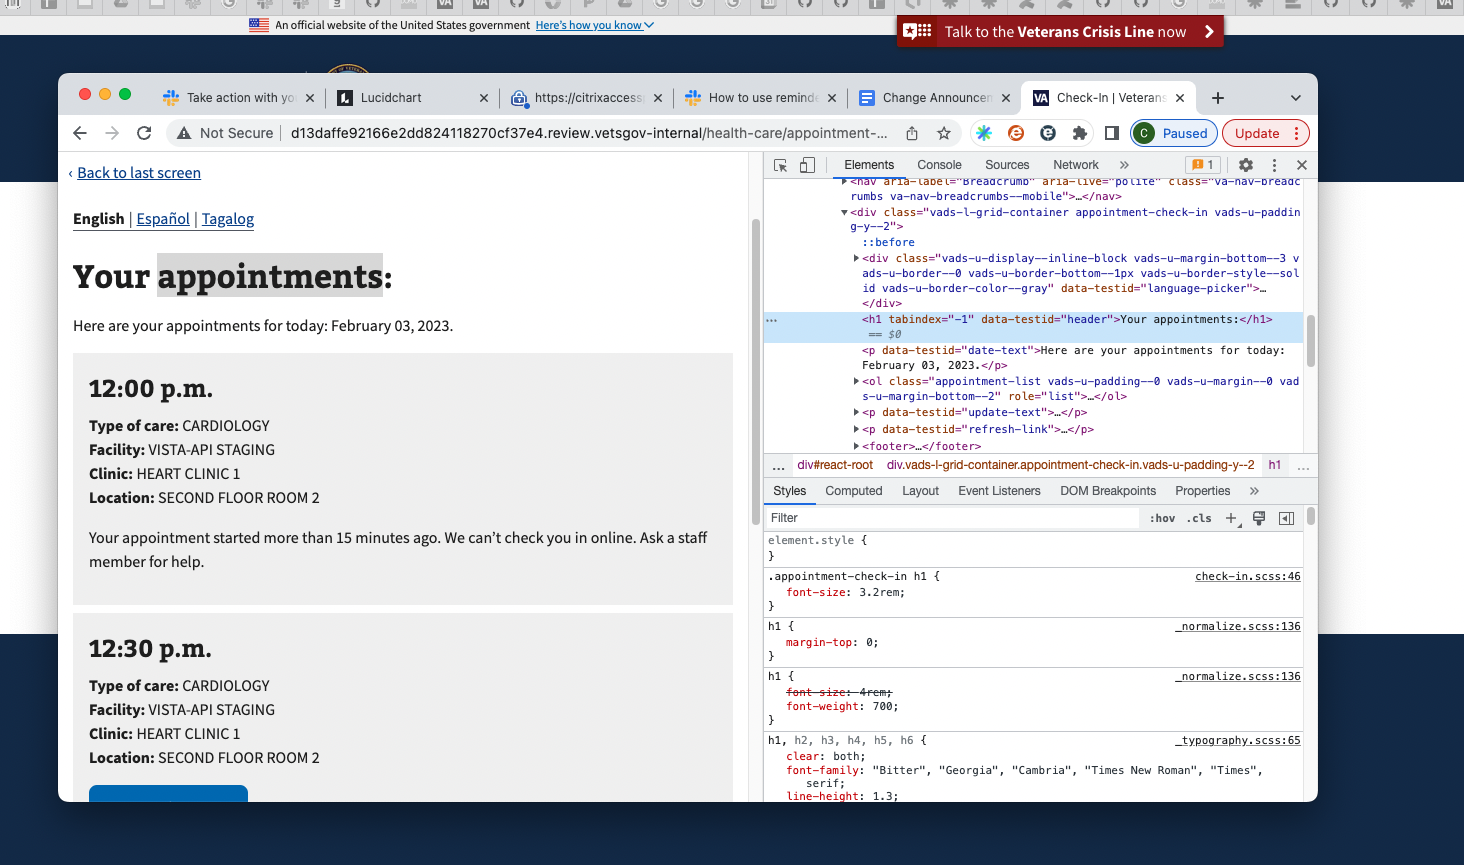 An official website of the United States government Here's how you know
Talk to the Veterans Crisis Line now
Take action with yo
Lucidchart
https://citrixaccess
How to use reminde
Change Announcen
VA Check-In | Veterans
Not Secure | d13daffe92166e2dd824118270cf37e4.review.vetsgov-internal/health-care/appointment-...
C Paused
Update
‹ Back to last screen
English | Español | Tagalog
Your appointments:
Here are your appointments for today: February 03, 2023.
12:00 p.m.
Type of care: CARDIOLOGY
Facility: VISTA-API STAGING
Clinic: HEART CLINIC 1
Location: SECOND FLOOR ROOM 2
Your appointment started more than 15 minutes ago. We can't check you in online. Ask a staff
member for help.
12:30 p.m.
Type of care: CARDIOLOGY
Facility: VISTA-API STAGING
Clinic: HEART CLINIC 1
Location: SECOND FLOOR ROOM 2
Elements Console Sources Network » 1
<nav aria-label="Breadcrumb" aria-live="polite" class="va-nav-breadc
rumbs va-nav-breadcrumbs--mobile">…</nav>
<div class="vads-l-grid-container appointment-check-in vads-u-paddin
g-y--2">
::before
<div class="vads-u-display--inline-block vads-u-margin-bottom--3 v
ads-u-border--0 vads-u-border-bottom--1px vads-u-border-style--sol
id vads-u-border-color--gray" data-testid="language-picker">…
</div>
<h1 tabindex="-1" data-testid="header">Your appointments:</h1>
== $0
<p data-testid="date-text">Here are your appointments for today:
February 03, 2023.</p>
<ol class="appointment-list vads-u-padding--0 vads-u-margin--0 vad
s-u-margin-bottom--2" role="list">…</ol>
<p data-testid="update-text">…</p>
<p data-testid="refresh-link">…</p>
<footer>…</footer>
... div#react-root div.vads-l-grid-container.appointment-check-in.vads-u-padding-y--2 h1 ...
Styles Computed Layout Event Listeners DOM Breakpoints Properties »
Filter :hov .cls +
element.style {
}
.appointment-check-in h1 { check-in.scss:46
font-size: 3.2rem;
}
h1 { _normalize.scss:136
margin-top: 0;
}
h1 { _normalize.scss:136
font-size: 4rem;
font-weight: 700;
}
h1, h2, h3, h4, h5, h6 { _typography.scss:65
clear: both;
font-family: "Bitter", "Georgia", "Cambria", "Times New Roman", "Times",
serif;
line-height: 1.3;